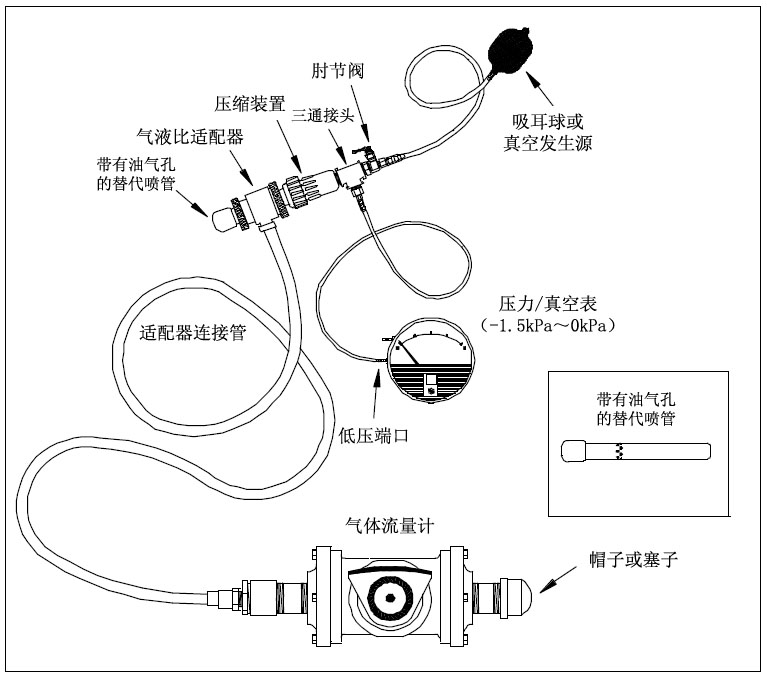 肘节阀
压缩装置
三通接头
气液比适配器
带有油气孔
的替代喷管
吸耳球或
真空发生源
适配器连接管
压力/真空表
(-1.5kPa～0kPa)
低压端口
带有油气孔
的替代喷管
气体流量计
帽子或塞子